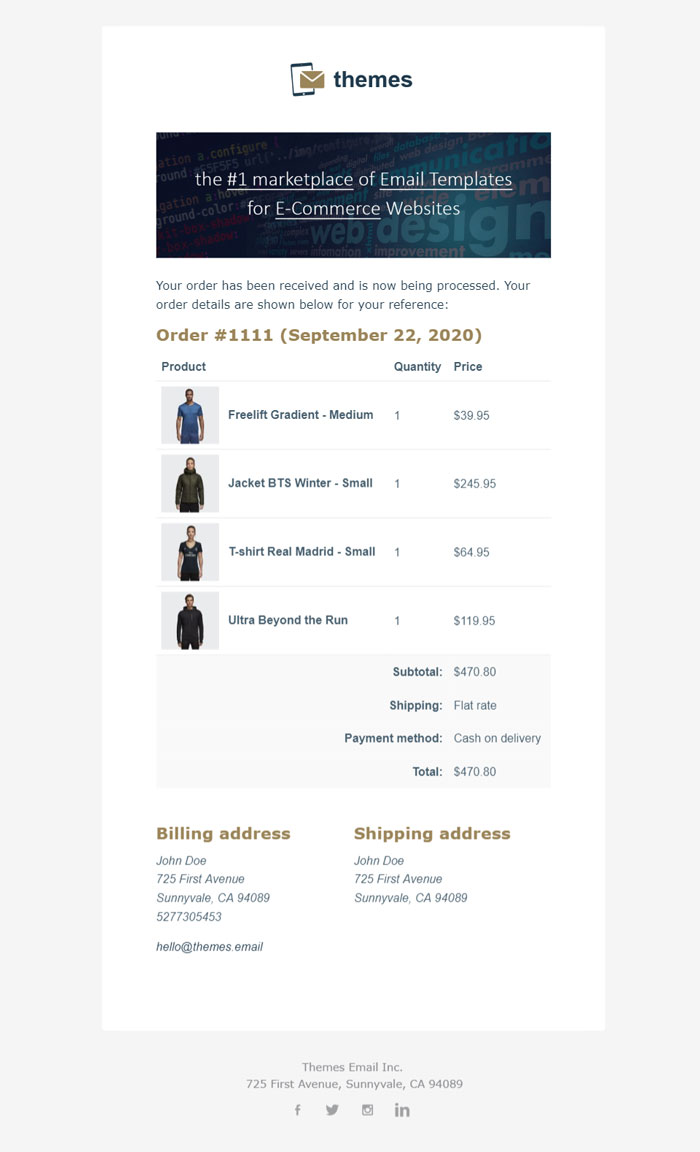 themes
the #1 marketplace of Email Templates
for E-Commerce Websites
Your order has been received and is now being processed. Your
order details are shown below for your reference:
Order #1111 (September 22, 2020)
Product Quantity Price
Freelift Gradient - Medium 1 $39.95
Jacket BTS Winter - Small 1 $245.95
T-shirt Real Madrid - Small 1 $64.95
Ultra Beyond the Run 1 $119.95
Subtotal: $470.80
Shipping: Flat rate
Payment method: Cash on delivery
Total: $470.80
Billing address
John Doe
725 First Avenue
Sunnyvale, CA 94089
5277305453
hello@themes.email
Shipping address
John Doe
725 First Avenue
Sunnyvale, CA 94089
Themes Email Inc.
725 First Avenue, Sunnyvale, CA 94089